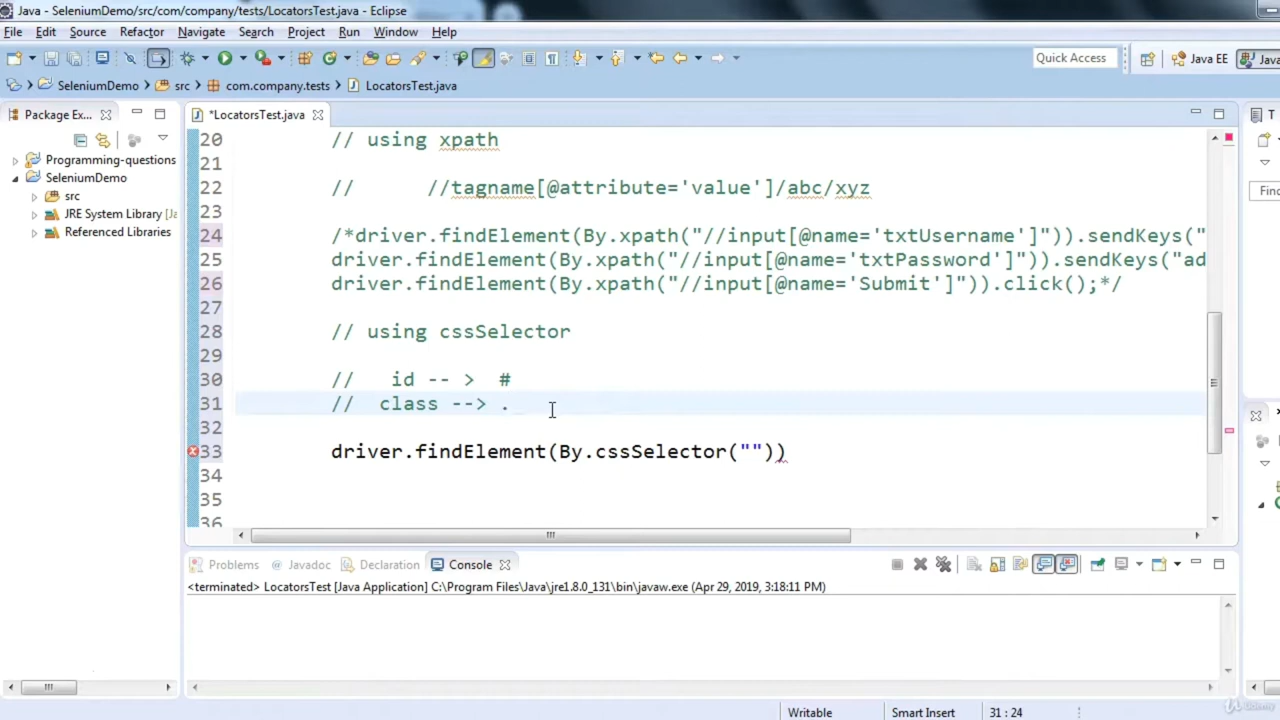 Java - SeleniumDemo/src/com/company/tests/LocatorsTest.java - Eclipse
File Edit Source Refactor Navigate Search Project Run Window Help
Quick Access Java EE Java
SeleniumDemo src com.company.tests LocatorsTest.java
Package Ex... *LocatorsTest.java
Programming-questions
SeleniumDemo
src
JRE System Library [Ja
Referenced Libraries
20 // using xpath
21
22 // //tagname[@attribute='value']/abc/xyz
23
24 /*driver.findElement(By.xpath("//input[@name='txtUsername']")).sendKeys("
25 driver.findElement(By.xpath("//input[@name='txtPassword']")).sendKeys("ad
26 driver.findElement(By.xpath("//input[@name='Submit']")).click();*/
27
28 // using cssSelector
29
30 // id -- > #
31 // class --> .
32
33 driver.findElement(By.cssSelector(""))
34
35
36
T
Find
Problems Javadoc Declaration Console
<terminated> LocatorsTest [Java Application] C:\Program Files\Java\jre1.8.0_131\bin\javaw.exe (Apr 29, 2019, 3:18:11 PM)
Writable Smart Insert 31 : 24
Udemy